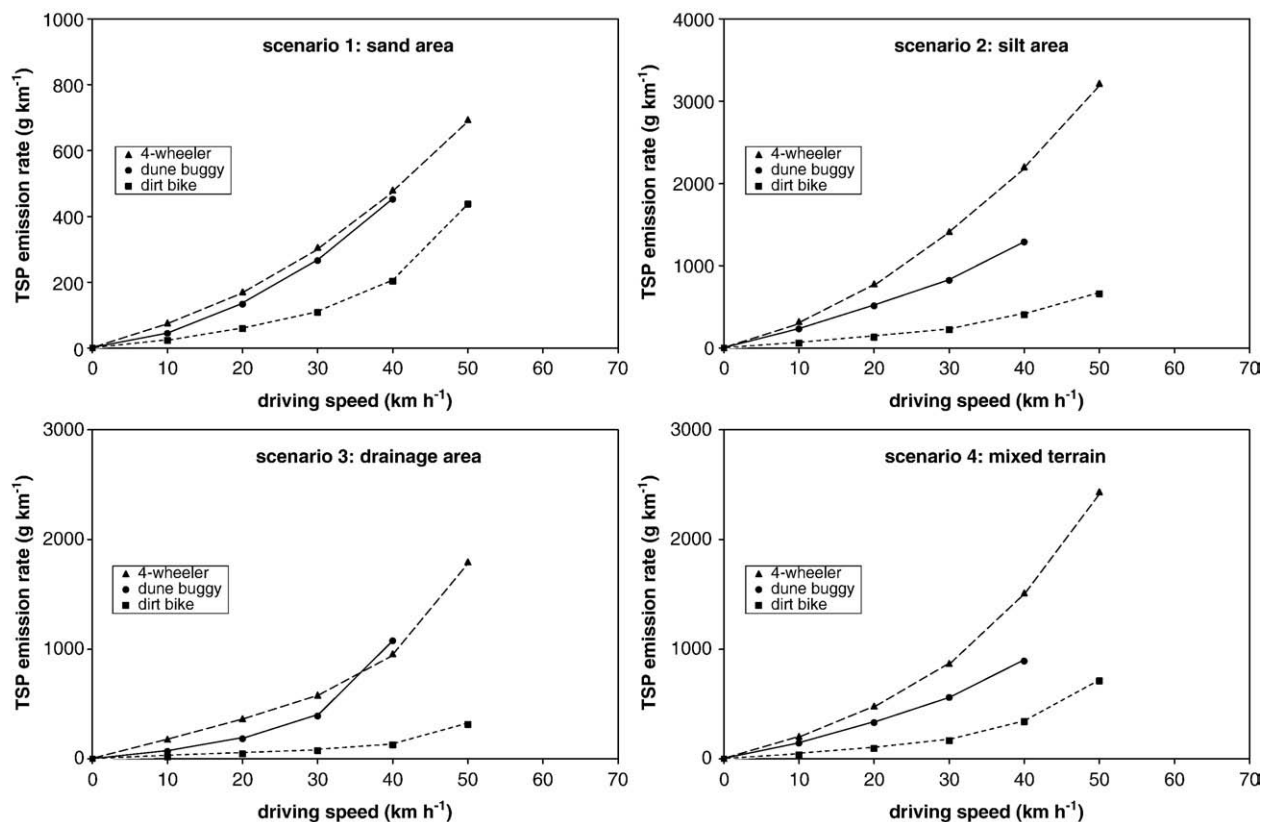 scenario 1: sand area
TSP emission rate (g km⁻¹)
1000
800
600
400
200
0
4-wheeler
dune buggy
dirt bike
0 10 20 30 40 50 60 70
driving speed (km h⁻¹)
scenario 2: silt area
TSP emission rate (g km⁻¹)
4000
3000
2000
1000
0
4-wheeler
dune buggy
dirt bike
0 10 20 30 40 50 60 70
driving speed (km h⁻¹)
scenario 3: drainage area
TSP emission rate (g km⁻¹)
3000
2000
1000
0
4-wheeler
dune buggy
dirt bike
0 10 20 30 40 50 60 70
driving speed (km h⁻¹)
scenario 4: mixed terrain
TSP emission rate (g km⁻¹)
3000
2000
1000
0
4-wheeler
dune buggy
dirt bike
0 10 20 30 40 50 60 70
driving speed (km h⁻¹)